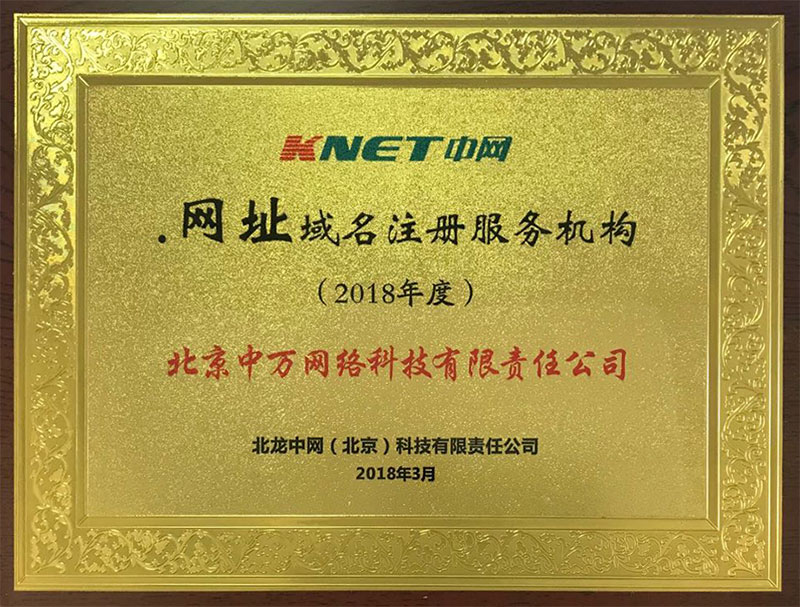 KNET中网
.网址域名注册服务机构
（2018年度）
北京中万网络科技有限责任公司
北龙中网（北京）科技有限责任公司
2018年3月